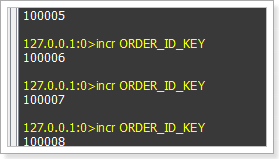 100005
127.0.0.1:0>incr ORDER_ID_KEY
100006
127.0.0.1:0>incr ORDER_ID_KEY
100007
127.0.0.1:0>incr ORDER_ID_KEY
100008